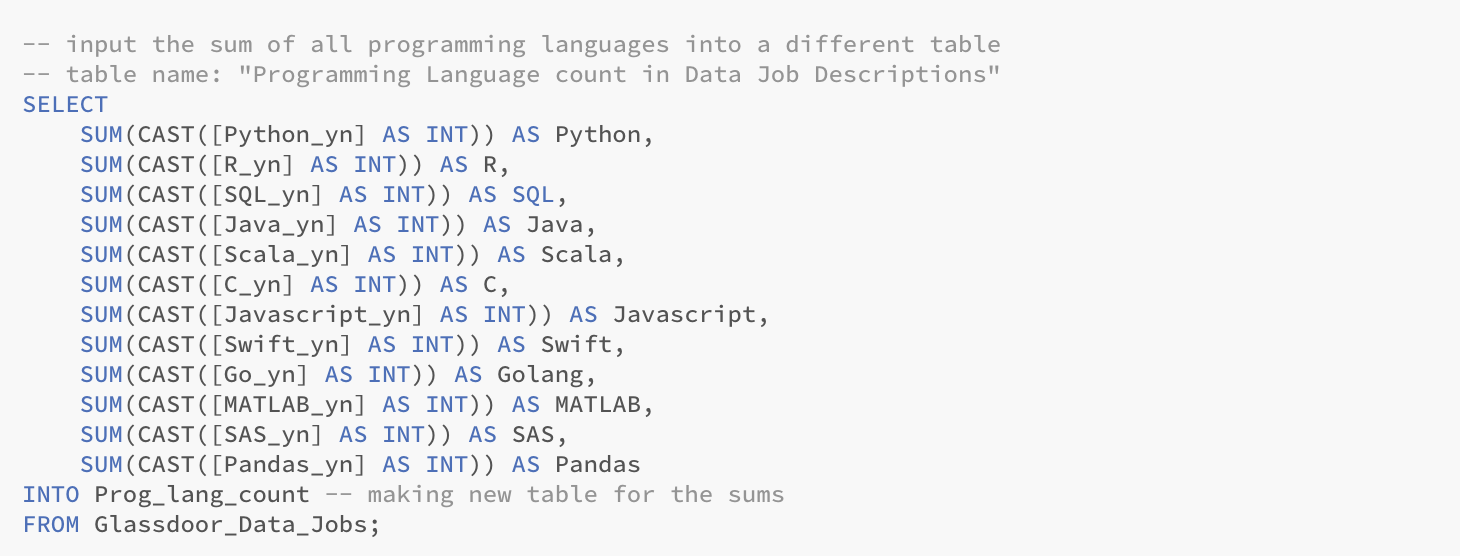 -- input the sum of all programming languages into a different table
-- table name: "Programming Language count in Data Job Descriptions"
SELECT
    SUM(CAST([Python_yn] AS INT)) AS Python,
    SUM(CAST([R_yn] AS INT)) AS R,
    SUM(CAST([SQL_yn] AS INT)) AS SQL,
    SUM(CAST([Java_yn] AS INT)) AS Java,
    SUM(CAST([Scala_yn] AS INT)) AS Scala,
    SUM(CAST([C_yn] AS INT)) AS C,
    SUM(CAST([Javascript_yn] AS INT)) AS Javascript,
    SUM(CAST([Swift_yn] AS INT)) AS Swift,
    SUM(CAST([Go_yn] AS INT)) AS Golang,
    SUM(CAST([MATLAB_yn] AS INT)) AS MATLAB,
    SUM(CAST([SAS_yn] AS INT)) AS SAS,
    SUM(CAST([Pandas_yn] AS INT)) AS Pandas
INTO Prog_lang_count -- making new table for the sums
FROM Glassdoor_Data_Jobs;